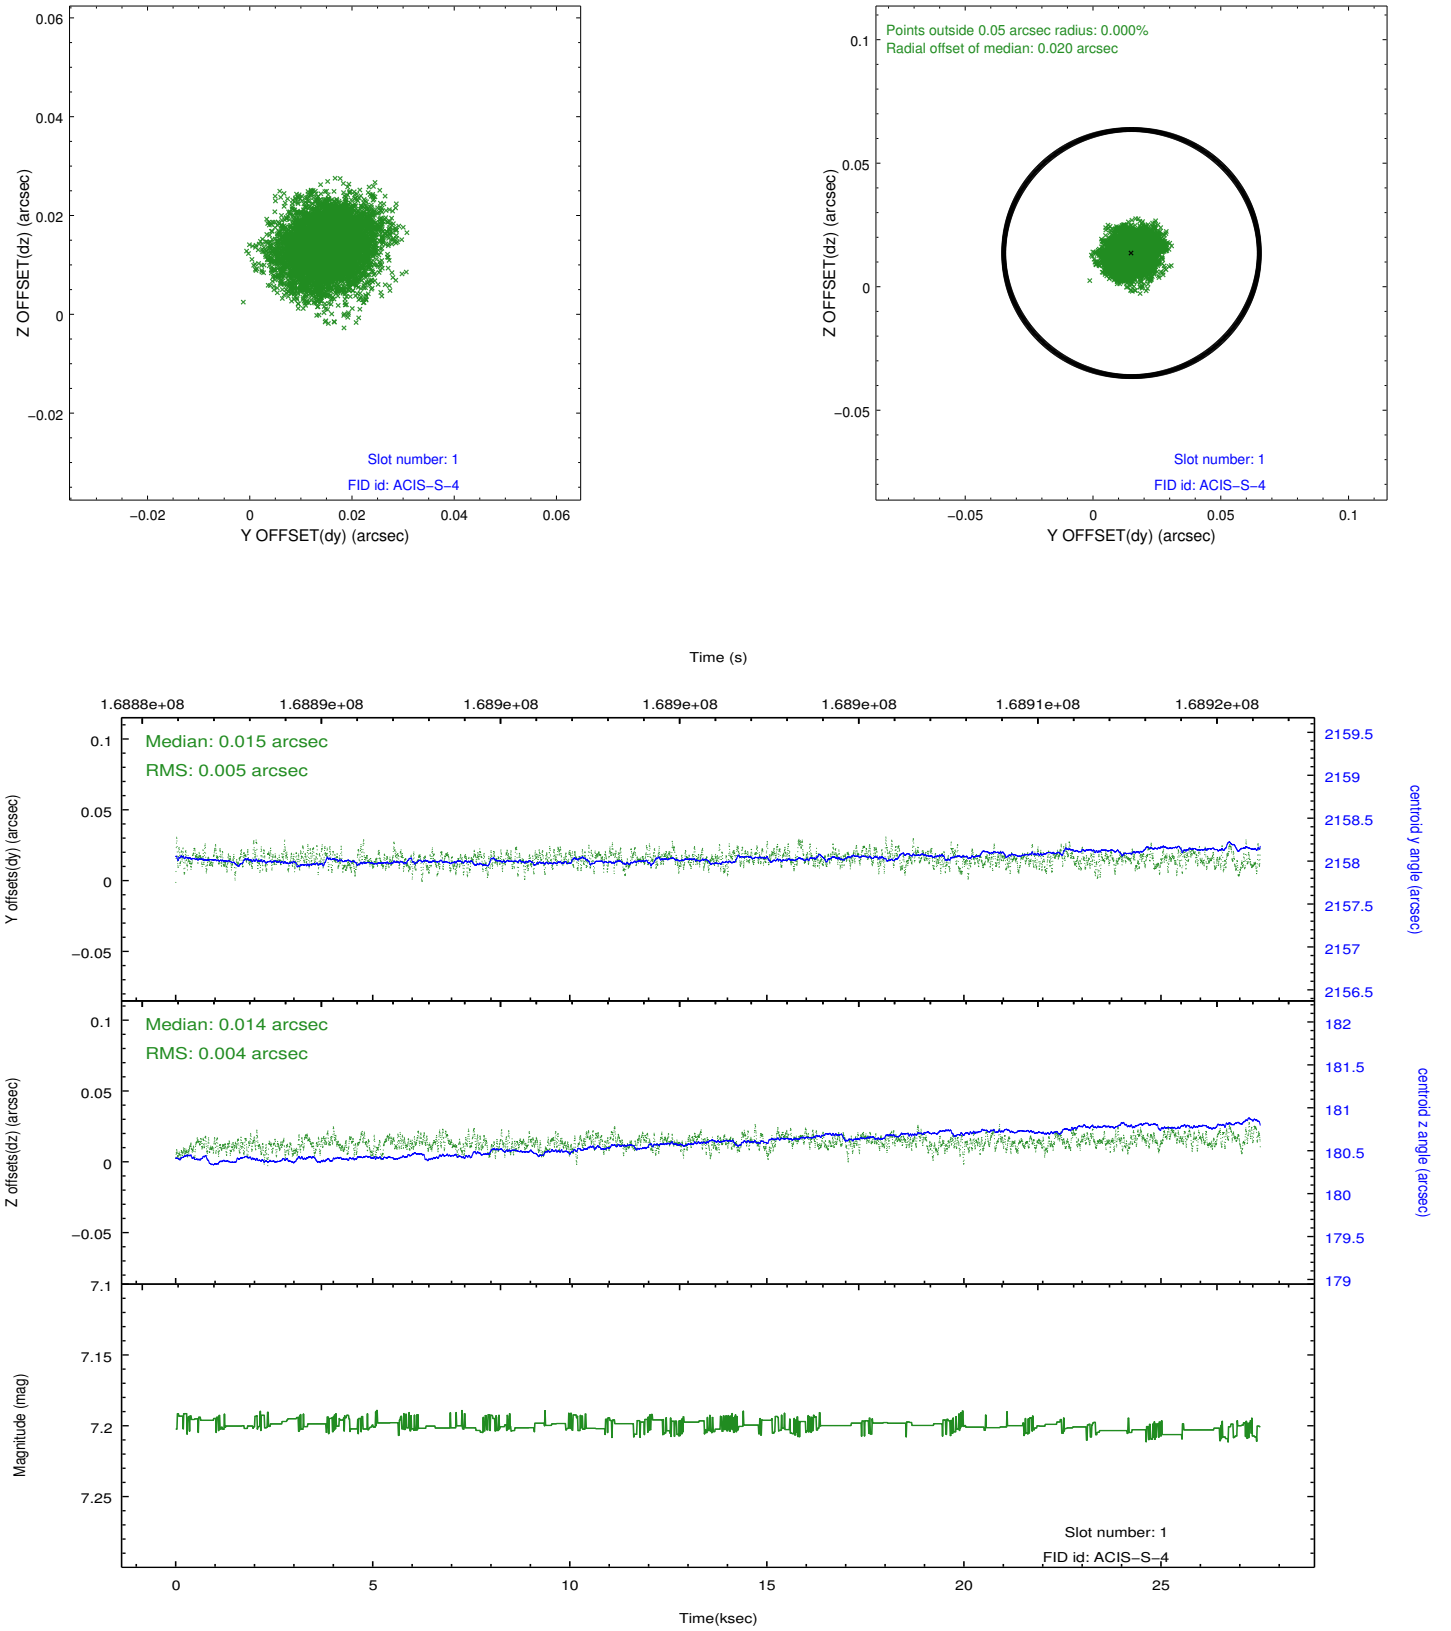 0.06
0.04
0.02
0
−0.02
Z OFFSET(dz) (arcsec)
Slot number: 1
FID id: ACIS−S−4
−0.02 0 0.02 0.04 0.06
Y OFFSET(dy) (arcsec)
Points outside 0.05 arcsec radius: 0.000%
Radial offset of median: 0.020 arcsec
0.1
0.05
0
−0.05
Z OFFSET(dz) (arcsec)
Slot number: 1
FID id: ACIS−S−4
−0.05 0 0.05 0.1
Y OFFSET(dy) (arcsec)
Time (s)
1.6888e+08 1.6889e+08 1.689e+08 1.689e+08 1.689e+08 1.6891e+08 1.6892e+08
Median: 0.015 arcsec
RMS: 0.005 arcsec
0.1
0.05
0
−0.05
Y offsets(dy) (arcsec)
2159.5
2159
2158.5
2158
2157.5
2157
2156.5
centroid y angle (arcsec)
Median: 0.014 arcsec
RMS: 0.004 arcsec
0.1
0.05
0
−0.05
Z offsets(dz) (arcsec)
182
181.5
181
180.5
180
179.5
179
centroid z angle (arcsec)
7.1
7.15
7.2
7.25
Magnitude (mag)
Slot number: 1
FID id: ACIS−S−4
0 5 10 15 20 25
Time(ksec)